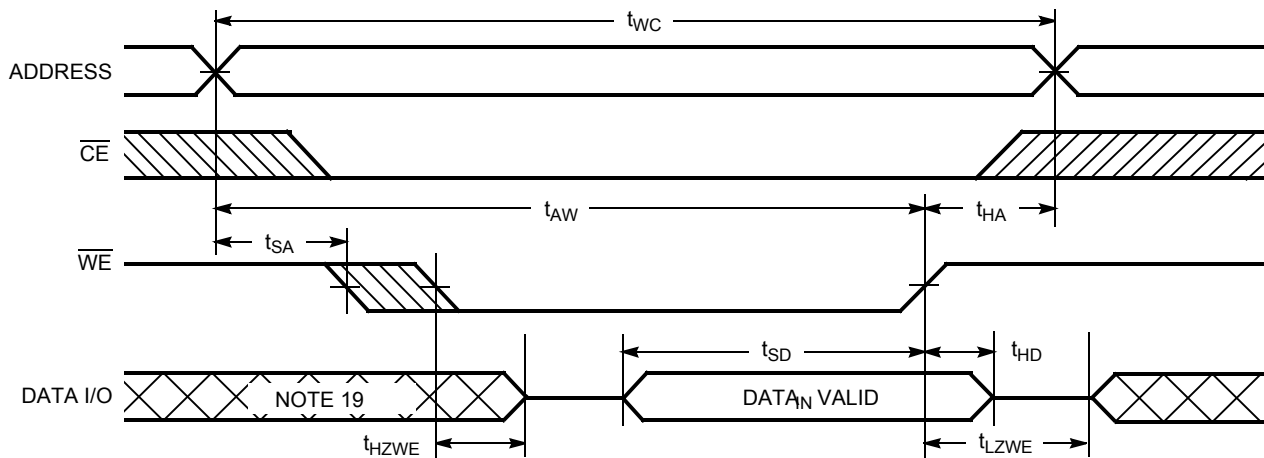 tWC
ADDRESS
CE
tAW
tHA
tSA
WE
tSD
tHD
DATA I/O
NOTE 19
DATAIN VALID
tHZWE
tLZWE